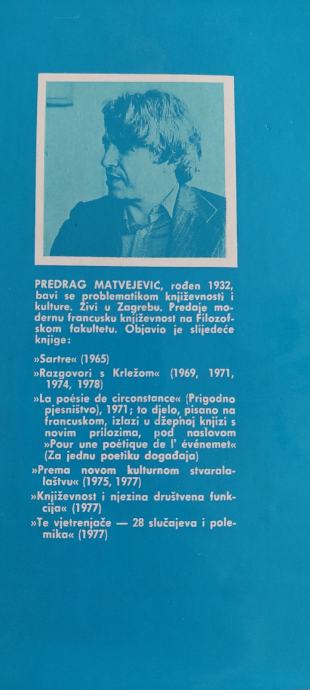 PREDRAG MATVEJEVIC, rođen 1932,
bavi se problematikom književnosti i
kulture. Živi u Zagrebu. Predaje mo-
dernu francusku književnost na Filozof-
skom fakultetu. Objavio je slijedeće
knjige:
»Sartre« (1965)
»Razgovori s Krležom« (1969, 1971,
1974, 1978)
»La poésie de circonstance« (Prigodno
pjesništvo), 1971; to djelo, pisano na
francuskom, izlazi u džepnoj knjizi s
novim prilozima, pod naslovom
»Pour une poétique de l' événemet«
(Za jednu poetiku događaja)
»Prema novom kulturnom stvarala-
laštvu« (1975, 1977)
»Književnost i njezina društvena funk-
cija« (1977)
»Te vjetrenjače — 28 slučajeva i pole-
mika« (1977)